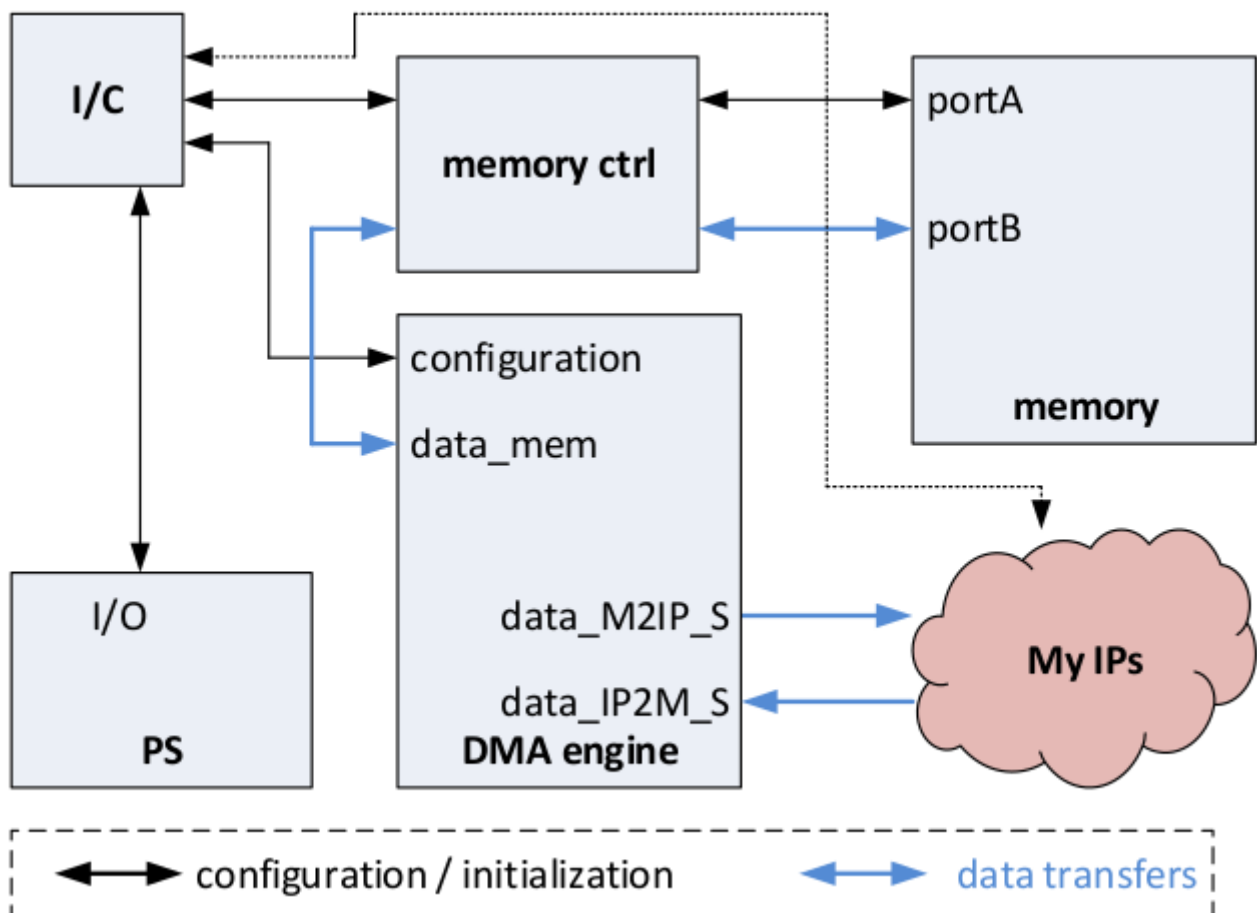 I/C
memory ctrl
portA
portB
memory
configuration
data_mem
data_M2IP_S
data_IP2M_S
DMA engine
I/O
PS
My IPs
configuration / initialization
data transfers